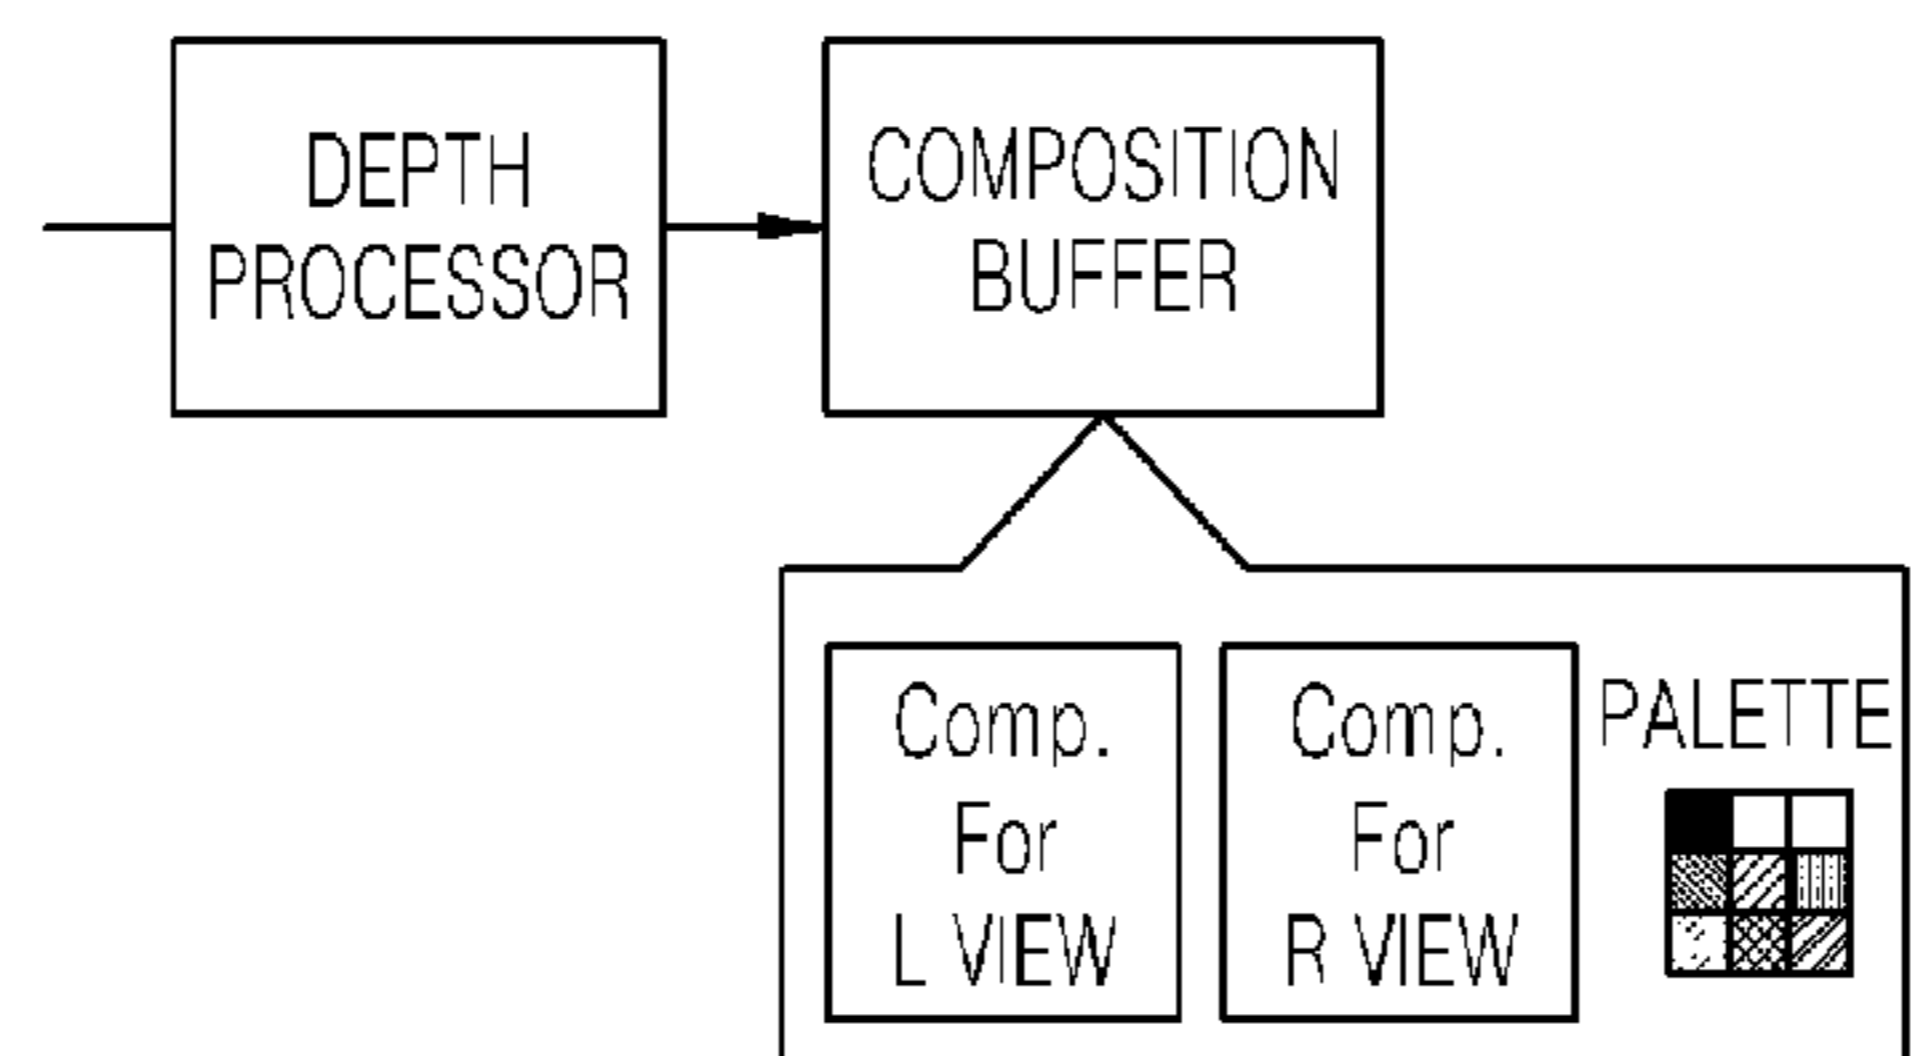 DEPTH
PROCESSOR
COMPOSITION
BUFFER
Comp.
For
L VIEW
Comp.
For
R VIEW
PALETTE